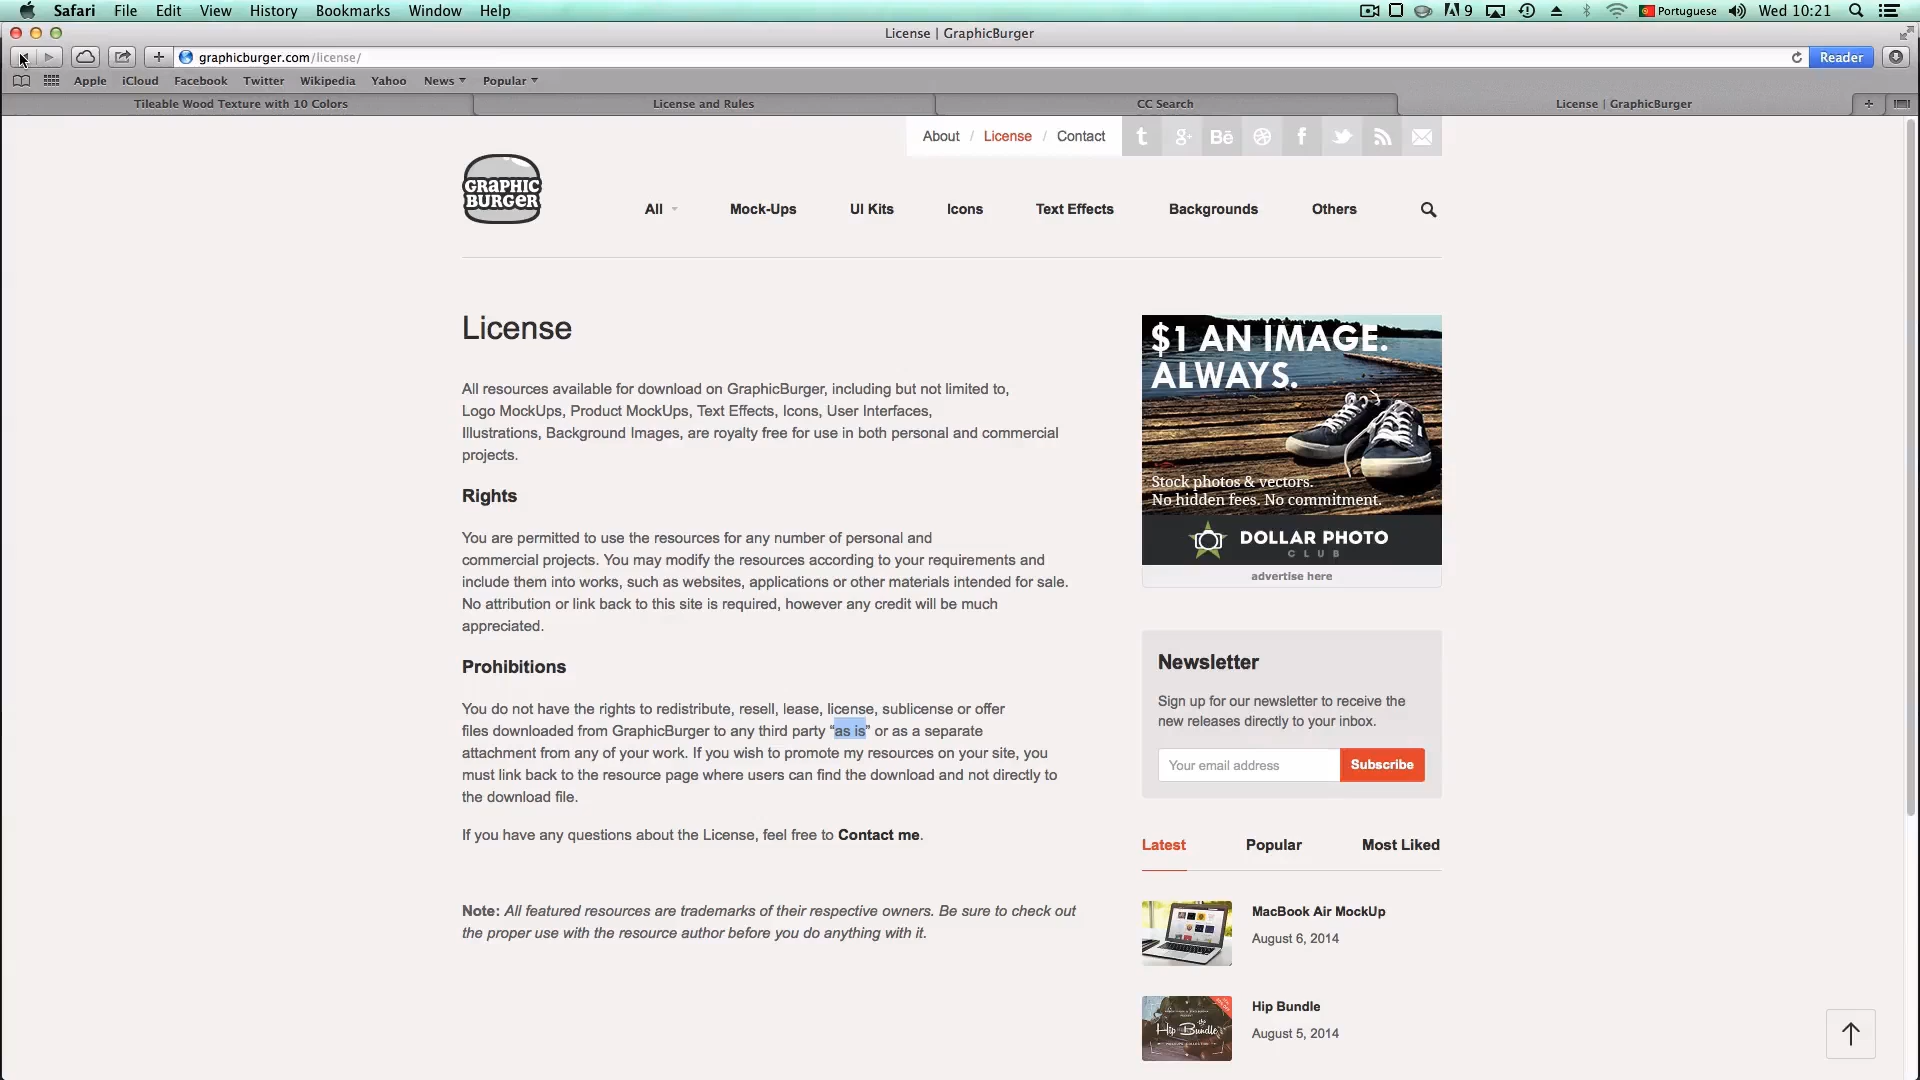 Safari File Edit View History Bookmarks Window Help
9 Portuguese Wed 10:21
License | GraphicBurger
graphicburger.com/license/
Reader
Apple iCloud Facebook Twitter Wikipedia Yahoo News Popular
Tileable Wood Texture with 10 Colors
License and Rules
CC Search
License | GraphicBurger
About / License / Contact
GRAPHIC
BURGER
All Mock-Ups UI Kits Icons Text Effects Backgrounds Others
License
All resources available for download on GraphicBurger, including but not limited to,
Logo MockUps, Product MockUps, Text Effects, Icons, User Interfaces,
Illustrations, Background Images, are royalty free for use in both personal and commercial
projects.
Rights
You are permitted to use the resources for any number of personal and
commercial projects. You may modify the resources according to your requirements and
include them into works, such as websites, applications or other materials intended for sale.
No attribution or link back to this site is required, however any credit will be much
appreciated.
Prohibitions
You do not have the rights to redistribute, resell, lease, license, sublicense or offer
files downloaded from GraphicBurger to any third party “as is” or as a separate
attachment from any of your work. If you wish to promote my resources on your site, you
must link back to the resource page where users can find the download and not directly to
the download file.
If you have any questions about the License, feel free to Contact me.
Note: All featured resources are trademarks of their respective owners. Be sure to check out
the proper use with the resource author before you do anything with it.
$1 AN IMAGE.
ALWAYS.
Stock photos & vectors.
No hidden fees. No commitment.
DOLLAR PHOTO
CLUB
advertise here
Newsletter
Sign up for our newsletter to receive the
new releases directly to your inbox.
Your email address
Subscribe
Latest Popular Most Liked
MacBook Air MockUp
August 6, 2014
Hip Bundle
August 5, 2014
the
Hip Bundle